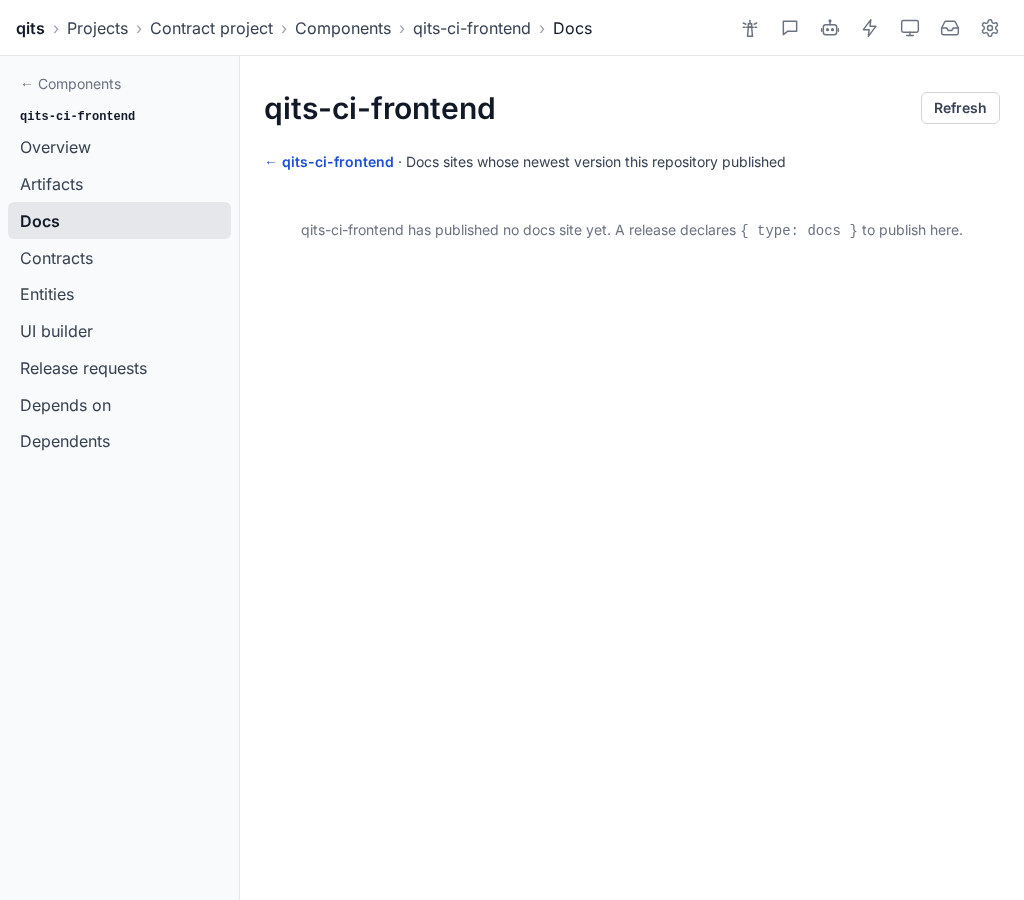 qits › Projects › Contract project › Components › qits-ci-frontend › Docs
← Components
qits-ci-frontend
Overview
Artifacts
Docs
Contracts
Entities
UI builder
Release requests
Depends on
Dependents
qits-ci-frontend
Refresh
← qits-ci-frontend · Docs sites whose newest version this repository published
qits-ci-frontend has published no docs site yet. A release declares { type: docs } to publish here.